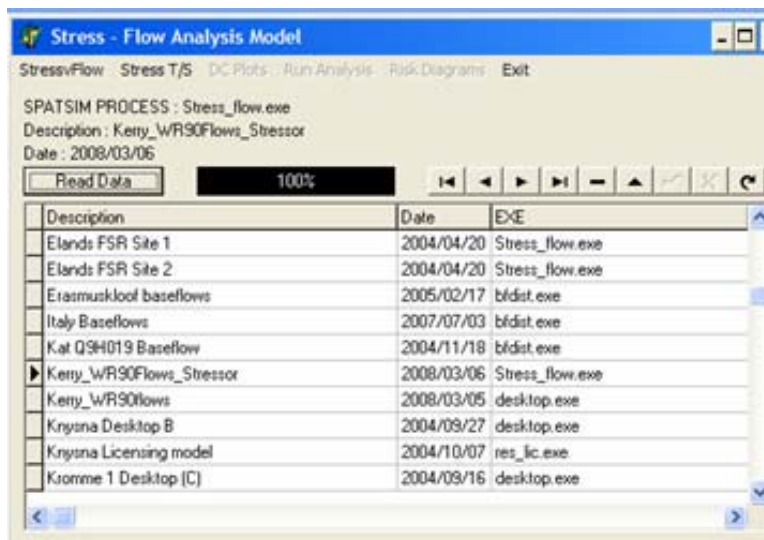 Stress - Flow Analysis Model
StressvFlow Stress T/S DC Plots Run Analysis Risk Diagrams Exit
SPATSIM PROCESS : Stress_flow.exe
Description : Kerry_WR90Flows_Stressor
Date : 2008/03/06
Read Data 100%
Description Date EXE
Elands FSR Site 1 2004/04/20 Stress_flow.exe
Elands FSR Site 2 2004/04/20 Stress_flow.exe
Erasmuskloof baseflows 2005/02/17 bfdist.exe
Italy Baseflows 2007/07/03 bfdist.exe
Kat Q9H019 Baseflow 2004/11/18 bfdist.exe
Kerry_WR90Flows_Stressor 2008/03/06 Stress_flow.exe
Kerry_WR90flows 2008/03/05 desktop.exe
Knysna Desktop B 2004/09/27 desktop.exe
Knysna Licensing model 2004/10/07 res_lic.exe
Kromme 1 Desktop (C) 2004/09/16 desktop.exe